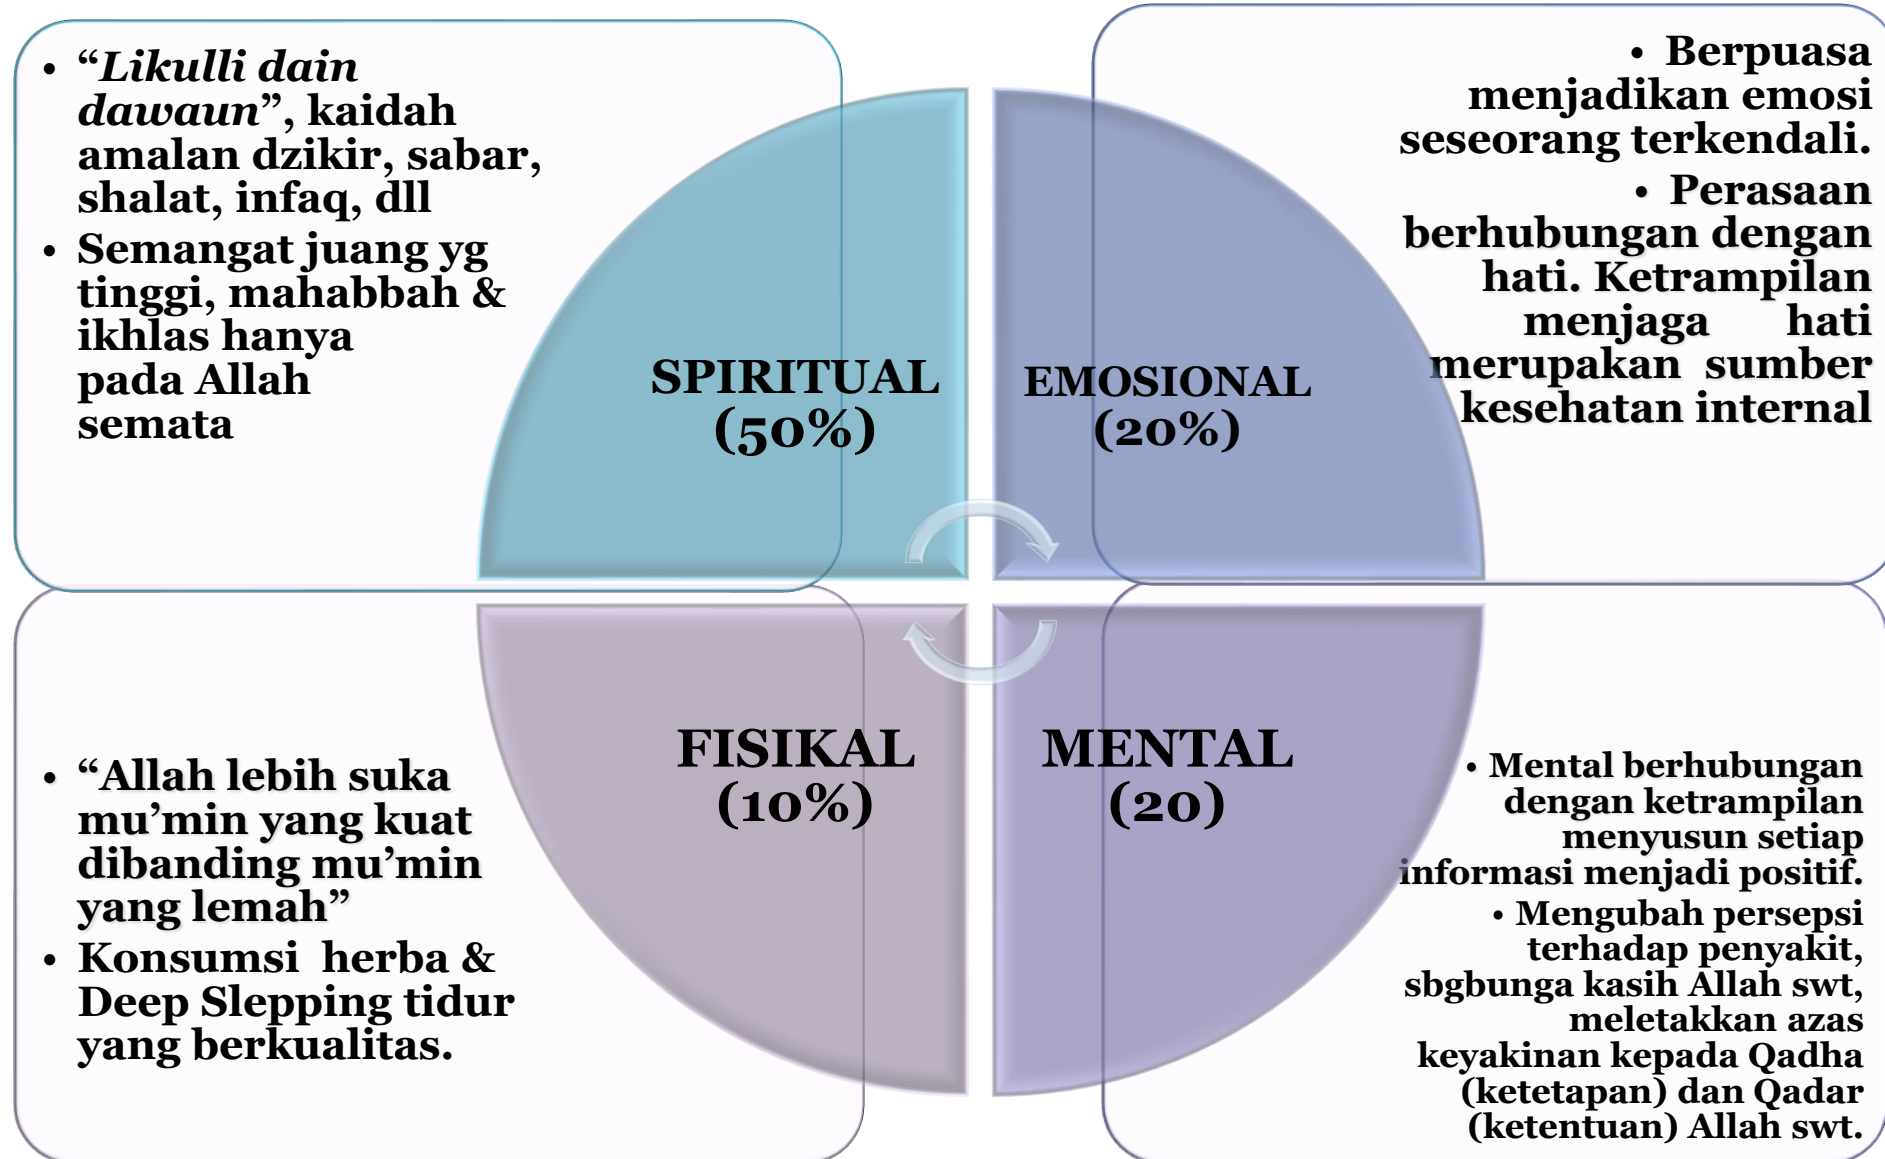 • “Likulli dain
dawaun”, kaidah
amalan dzikir, sabar,
shalat, infaq, dll
• Semangat juang yg
tinggi, mahabbah &
ikhlas hanya
pada Allah
semata
SPIRITUAL
(50%)
EMOSIONAL
(20%)
• Berpuasa
menjadikan emosi
seseorang terkendali.
• Perasaan
berhubungan dengan
hati. Ketrampilan
menjaga hati
merupakan sumber
kesehatan internal
• “Allah lebih suka
mu’min yang kuat
dibanding mu’min
yang lemah”
• Konsumsi herba &
Deep Slepping tidur
yang berkualitas.
FISIKAL
(10%)
MENTAL
(20)
• Mental berhubungan
dengan ketrampilan
menyusun setiap
informasi menjadi positif.
• Mengubah persepsi
terhadap penyakit,
sbgbunga kasih Allah swt,
meletakkan azas
keyakinan kepada Qadha
(ketetapan) dan Qadar
(ketentuan) Allah swt.